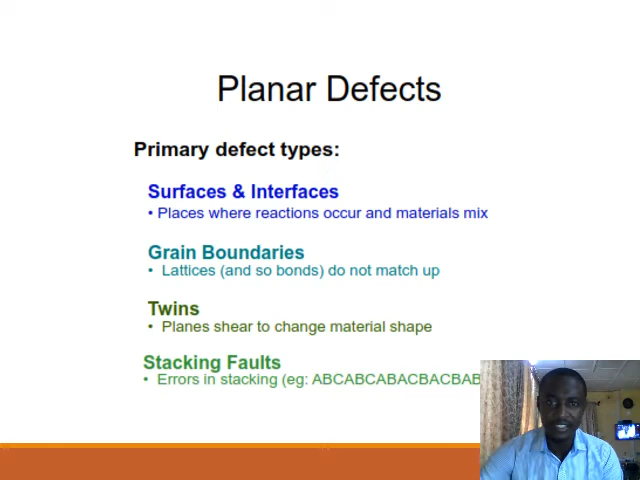 Planar Defects
Primary defect types:
Surfaces & Interfaces
• Places where reactions occur and materials mix
Grain Boundaries
• Lattices (and so bonds) do not match up
Twins
• Planes shear to change material shape
Stacking Faults
• Errors in stacking (eg: ABCABCABACBACBAB